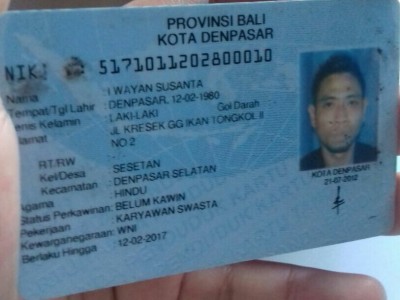 PROVINSI BALI
KOTA DENPASAR
NIK : 5171011202800010
Nama : I WAYAN SUSANTA
Tempat/Tgl Lahir : DENPASAR, 12-02-1980
Jenis Kelamin : LAKI-LAKI Gol Darah
Alamat : JL KRESEK GG IKAN TONGKOL II
NO 2
RT/RW : -
Kel/Desa : SESETAN
Kecamatan : DENPASAR SELATAN
Agama : HINDU
Status Perkawinan : BELUM KAWIN
Pekerjaan : KARYAWAN SWASTA
Kewarganegaraan : WNI
Berlaku Hingga : 12-02-2017
KOTA DENPASAR
21-02-2012